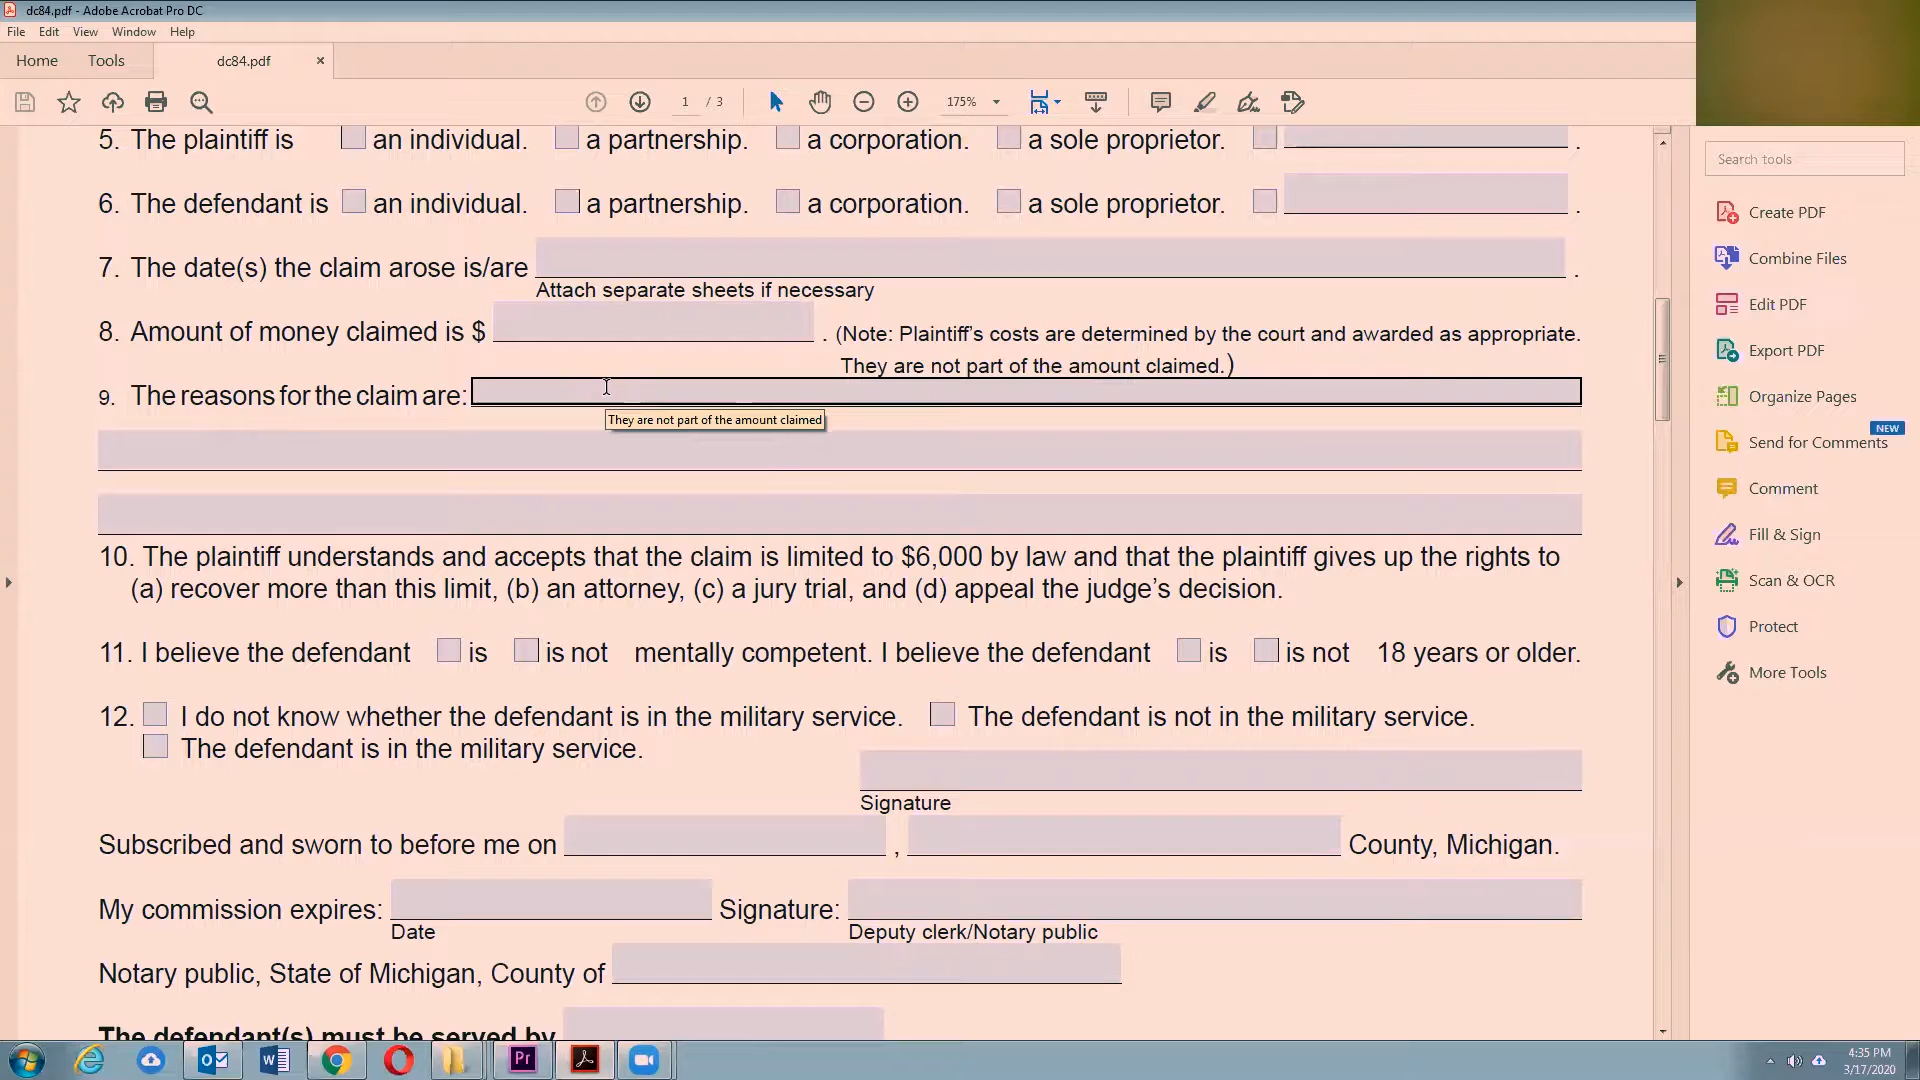 dc84.pdf - Adobe Acrobat Pro DC
File Edit View Window Help
Home Tools dc84.pdf ×
1 / 3 175%
5. The plaintiff is an individual. a partnership. a corporation. a sole proprietor. .
6. The defendant is an individual. a partnership. a corporation. a sole proprietor. .
7. The date(s) the claim arose is/are .
Attach separate sheets if necessary
8. Amount of money claimed is $ . (Note: Plaintiff's costs are determined by the court and awarded as appropriate.
They are not part of the amount claimed.)
9. The reasons for the claim are:
They are not part of the amount claimed
10. The plaintiff understands and accepts that the claim is limited to $6,000 by law and that the plaintiff gives up the rights to
(a) recover more than this limit, (b) an attorney, (c) a jury trial, and (d) appeal the judge's decision.
11. I believe the defendant is is not mentally competent. I believe the defendant is is not 18 years or older.
12. I do not know whether the defendant is in the military service. The defendant is not in the military service.
The defendant is in the military service.
Signature
Subscribed and sworn to before me on , County, Michigan.
My commission expires: Signature:
Date Deputy clerk/Notary public
Notary public, State of Michigan, County of
The defendant(s) must be served by
Search tools
Create PDF
Combine Files
Edit PDF
Export PDF
Organize Pages
NEW
Send for Comments
Comment
Fill & Sign
Scan & OCR
Protect
More Tools
Pr
4:35 PM
3/17/2020